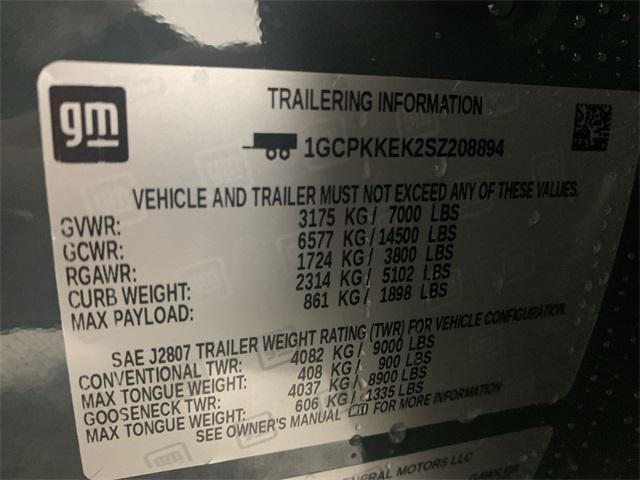 gm
TRAILERING INFORMATION
1GCPKKEK2SZ208894
VEHICLE AND TRAILER MUST NOT EXCEED ANY OF THESE VALUES.
GVWR: 3175 KG / 7000 LBS
GCWR: 6577 KG / 14500 LBS
RGAWR: 1724 KG / 3800 LBS
CURB WEIGHT: 2314 KG / 5102 LBS
MAX PAYLOAD: 861 KG / 1898 LBS
SAE J2807 TRAILER WEIGHT RATING (TWR) FOR VEHICLE CONFIGURATION.
CONVENTIONAL TWR: 4082 KG / 9000 LBS
MAX TONGUE WEIGHT: 408 KG / 900 LBS
GOOSENECK TWR: 4037 KG / 8900 LBS
MAX TONGUE WEIGHT: 606 KG / 1335 LBS
SEE OWNER'S MANUAL FOR MORE INFORMATION
GENERAL MOTORS LLC